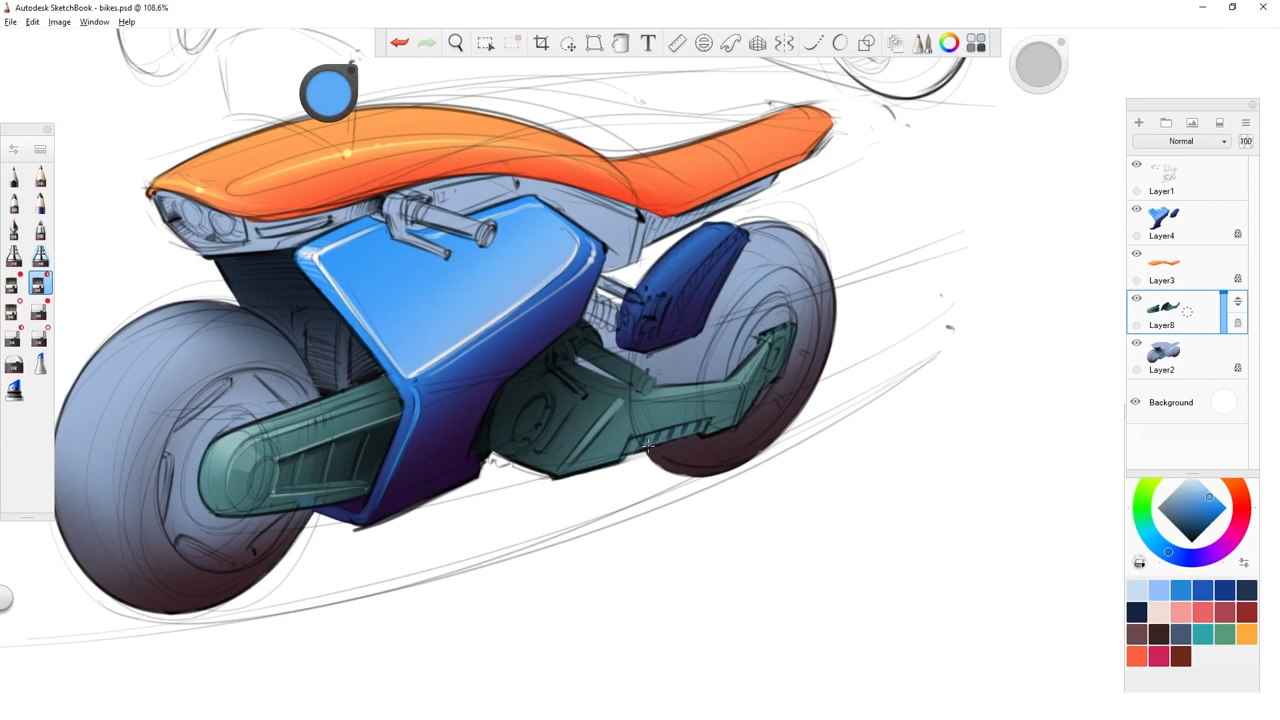 Autodesk SketchBook - bikes.psd @ 108.6%
File Edit Image Window Help
Normal
100
Layer1
Layer4
Layer3
Layer8
Layer2
Background